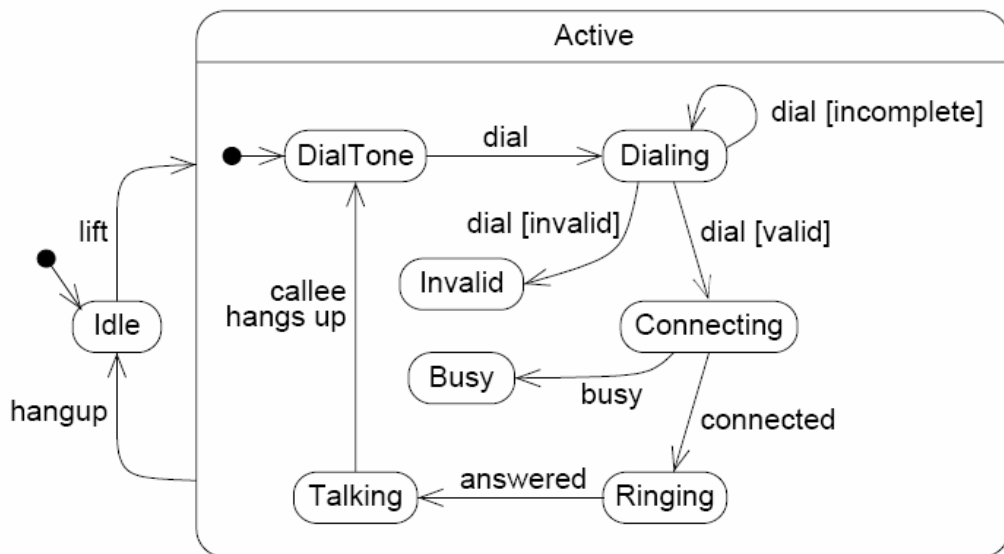 Active
dial [incomplete]
dial
DialTone
Dialing
lift
dial [invalid]
dial [valid]
Invalid
callee
hangs up
Idle
Connecting
Busy
busy
hangup
connected
answered
Talking
Ringing